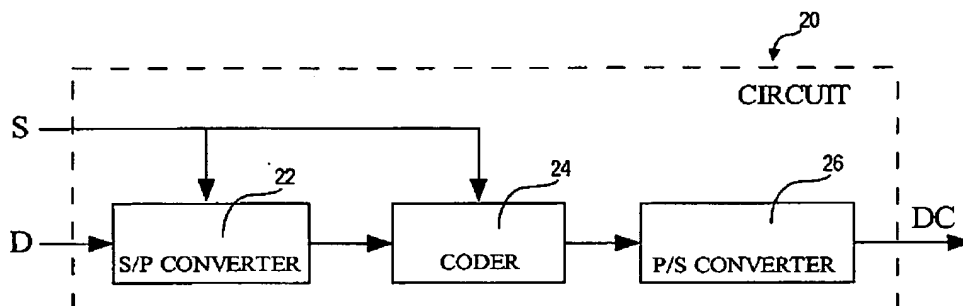 20
CIRCUIT
S
22
24
26
D
S/P CONVERTER
CODER
P/S CONVERTER
DC